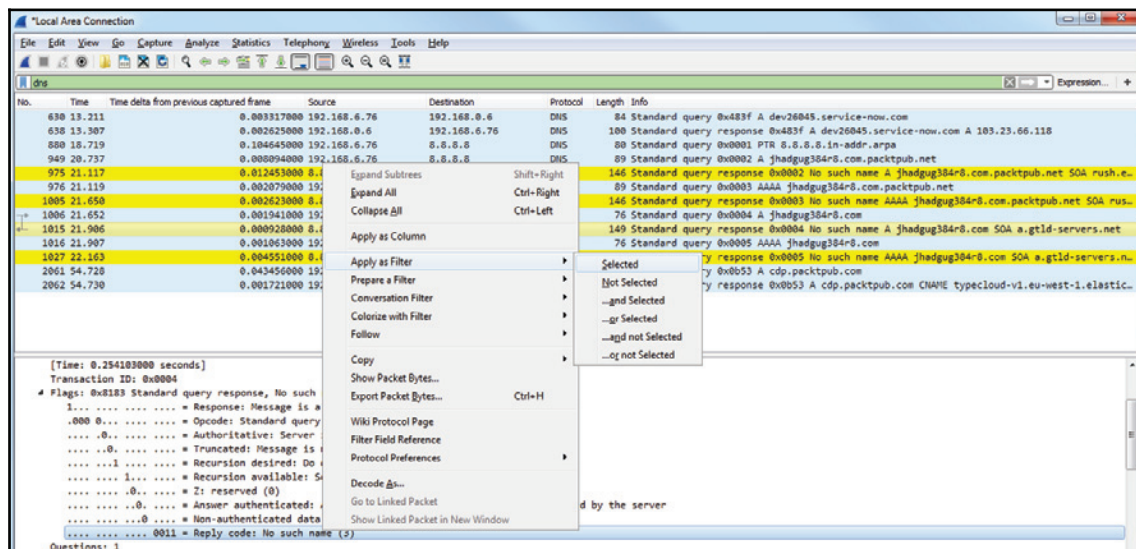 *Local Area Connection
File Edit View Go Capture Analyze Statistics Telephony Wireless Tools Help
dns Expression... +
No. Time Time delta from previous captured frame Source Destination Protocol Length Info
630 13.211 0.003317000 192.168.6.76 192.168.0.6 DNS 84 Standard query 0x483f A dev26045.service-now.com
638 13.307 0.002625000 192.168.0.6 192.168.6.76 DNS 100 Standard query response 0x483f A dev26045.service-now.com A 103.23.66.118
880 18.719 0.104645000 192.168.6.76 8.8.8.8 DNS 80 Standard query 0x0001 PTR 8.8.8.8.in-addr.arpa
949 20.737 0.008094000 192.168.6.76 8.8.8.8 DNS 89 Standard query 0x0002 A jhadgug384r8.com.packtpub.net
975 21.117 0.012453000 8.8 146 Standard query response 0x0002 No such name A jhadgug384r8.com.packtpub.net SOA rush.e...
976 21.119 0.002079000 192 89 Standard query 0x0003 AAAA jhadgug384r8.com.packtpub.net
1005 21.650 0.002623000 8.8 146 Standard query response 0x0003 No such name AAAA jhadgug384r8.com.packtpub.net SOA rus...
1006 21.652 0.001941000 192 76 Standard query 0x0004 A jhadgug384r8.com
1015 21.906 0.000928000 8.8 149 Standard query response 0x0004 No such name A jhadgug384r8.com SOA a.gtld-servers.net
1016 21.907 0.001063000 192 76 Standard query 0x0005 AAAA jhadgug384r8.com
1027 22.163 0.004551000 8.8 ry response 0x0005 No such name AAAA jhadgug384r8.com SOA a.gtld-servers.n...
2061 54.728 0.043456000 192 ry 0x0b53 A cdp.packtpub.com
2062 54.730 0.001721000 192 ry response 0x0b53 A cdp.packtpub.com CNAME typecloud-v1.eu-west-1.elastic...
Expand Subtrees Shift+Right
Expand All Ctrl+Right
Collapse All Ctrl+Left
Apply as Column
Apply as Filter
Prepare a Filter
Conversation Filter
Colorize with Filter
Follow
Copy
Show Packet Bytes...
Export Packet Bytes... Ctrl+H
Wiki Protocol Page
Filter Field Reference
Protocol Preferences
Decode As...
Go to Linked Packet
Show Linked Packet in New Window
Selected
Not Selected
...and Selected
...or Selected
...and not Selected
...or not Selected
[Time: 0.254103000 seconds]
Transaction ID: 0x0004
Flags: 0x8183 Standard query response, No such
1... .... .... .... = Response: Message is a
.000 0... .... .... = Opcode: Standard query
.... .0.. .... .... = Authoritative: Server
.... ..0. .... .... = Truncated: Message is
.... ...1 .... .... = Recursion desired: Do
.... .... 1... .... = Recursion available: S
.... .... .0.. .... = Z: reserved (0)
.... .... ..0. .... = Answer authenticated: d by the server
.... .... ...0 .... = Non-authenticated data
.... .... .... 0011 = Reply code: No such name (3)
Questions: 1